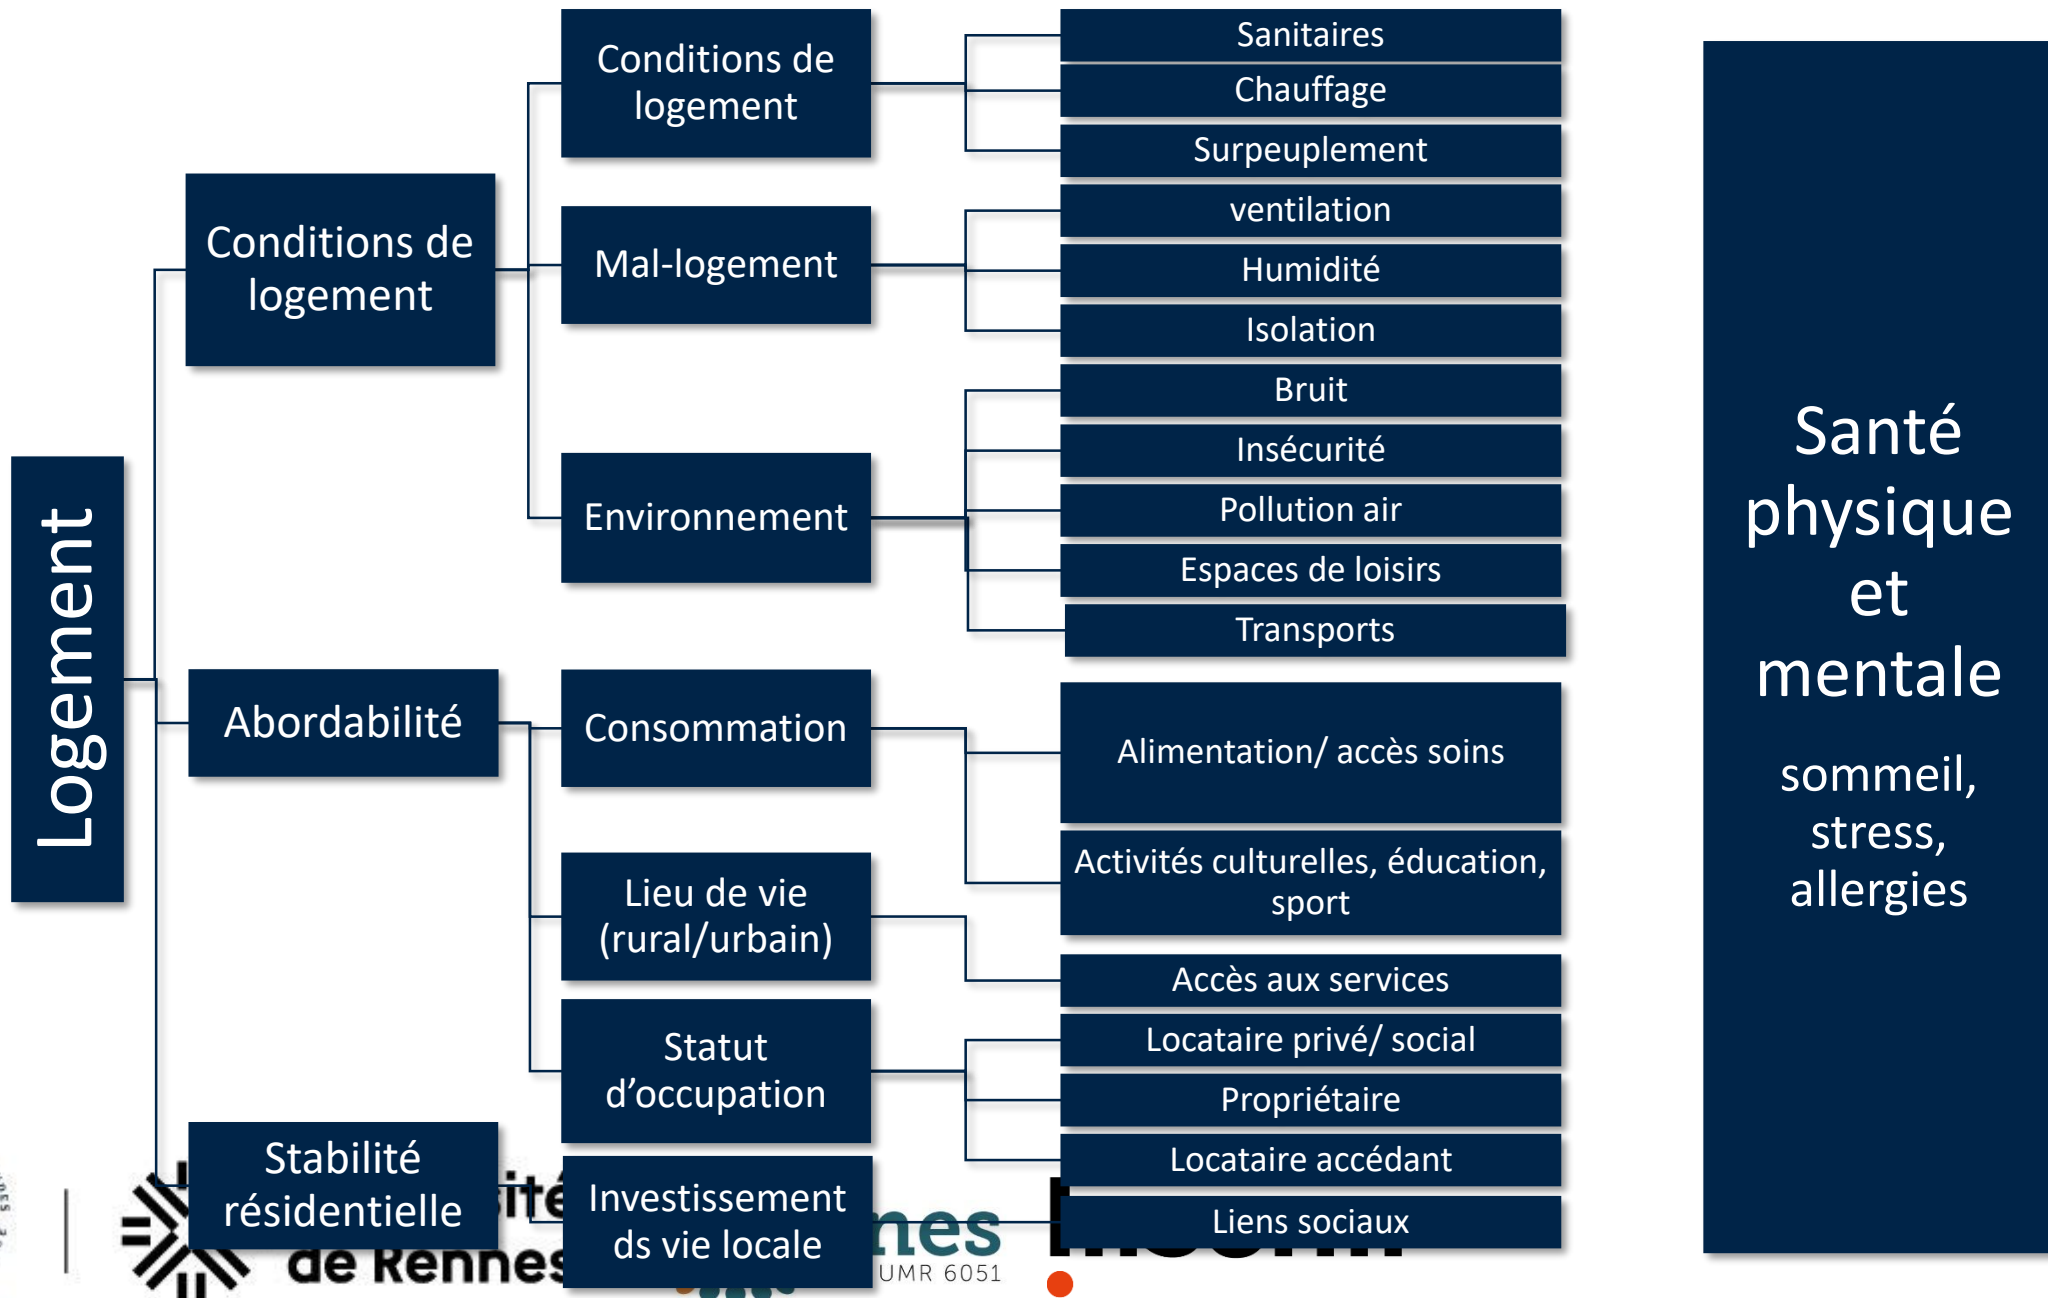 Logement
Conditions de
logement
Conditions de
logement
Sanitaires
Chauffage
Surpeuplement
Mal-logement
ventilation
Humidité
Isolation
Environnement
Bruit
Insécurité
Pollution air
Espaces de loisirs
Transports
Abordabilité
Consommation
Alimentation/ accès soins
Activités culturelles, éducation,
sport
Lieu de vie
(rural/urbain)
Accès aux services
Statut
d’occupation
Locataire privé/ social
Propriétaire
Locataire accédant
Stabilité
résidentielle
Investissement
ds vie locale
Liens sociaux
Santé
physique
et
mentale
sommeil,
stress,
allergies
de Rennes
UMR 6051